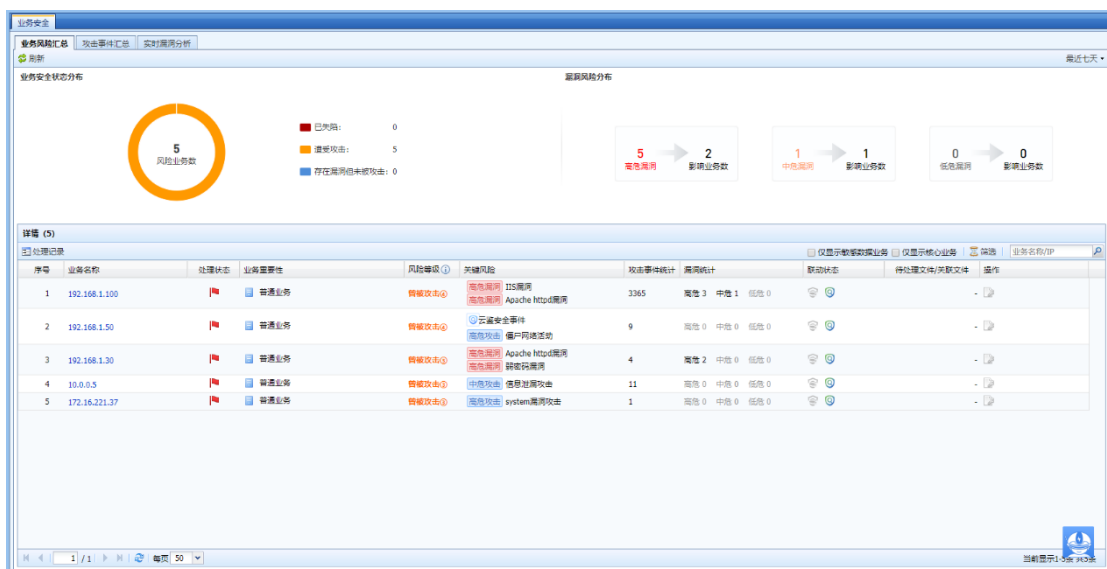 业务安全
业务风险汇总 攻击事件汇总 实时漏洞分析
刷新 最近七天
业务安全状态分布 漏洞风险分布
5
风险业务数
已失陷: 0
遭受攻击: 5
存在漏洞但未被攻击: 0
5 2 1 1 0 0
高危漏洞 影响业务数 中危漏洞 影响业务数 低危漏洞 影响业务数
详情 (5)
处理记录 仅显示敏感数据业务 仅显示核心业务 筛选 业务名称/IP
序号 业务名称 处理状态 业务重要性 风险等级 关键风险 攻击事件统计 漏洞统计 联动状态 待处理文件/关联文件 操作
1 192.168.1.100 普通业务 曾被攻击④ 高危漏洞 IIS漏洞 3365 高危 3 中危 1 低危 0 -
高危漏洞 Apache httpd漏洞
2 192.168.1.50 普通业务 曾被攻击④ 云鉴安全事件 9 高危 0 中危 0 低危 0 -
高危攻击 僵尸网络活动
3 192.168.1.30 普通业务 曾被攻击③ 高危漏洞 Apache httpd漏洞 4 高危 2 中危 0 低危 0 -
高危漏洞 弱密码漏洞
4 10.0.0.5 普通业务 曾被攻击③ 中危攻击 信息泄漏攻击 11 高危 0 中危 0 低危 0 -
5 172.16.221.37 普通业务 曾被攻击③ 高危攻击 system漏洞攻击 1 高危 0 中危 0 低危 0 -
1 / 1 每页 50 当前显示1-5条 共5条